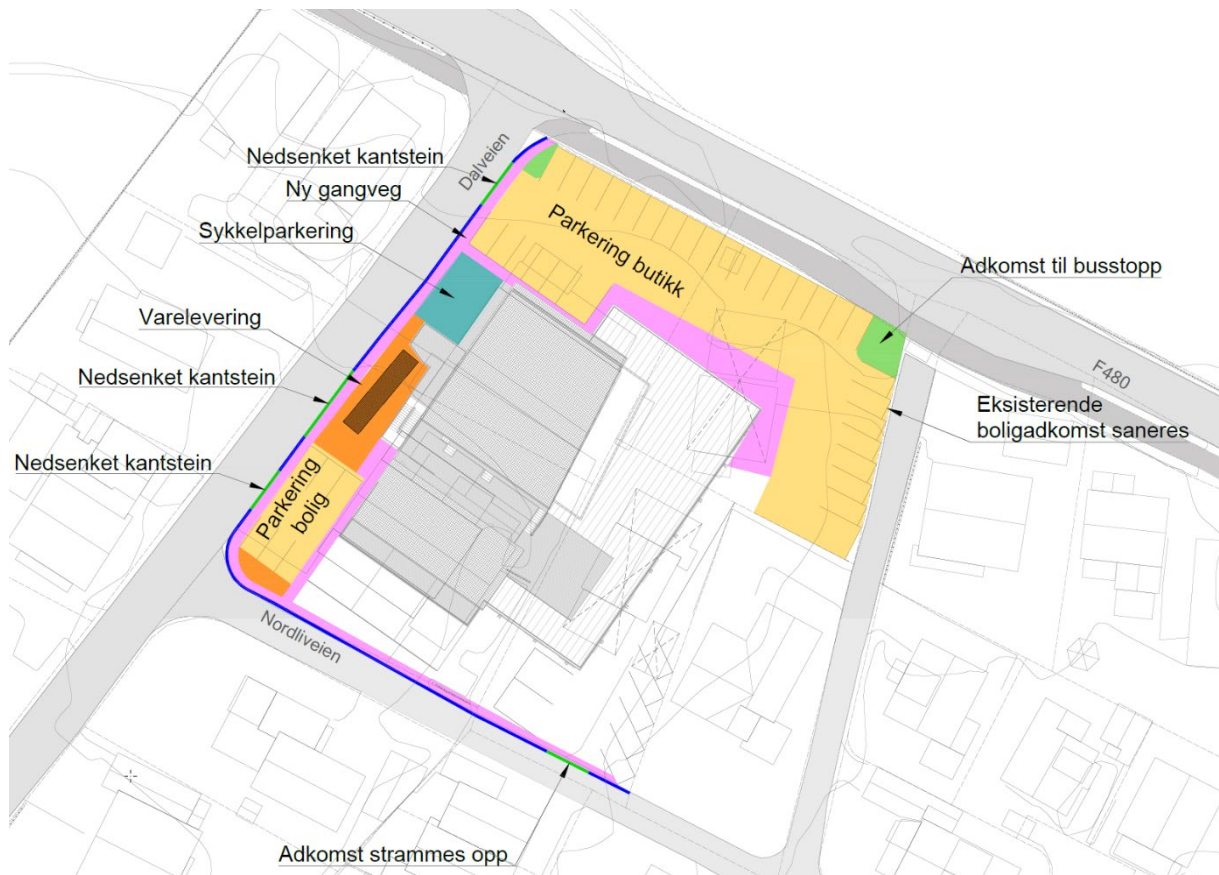 Dalveien
Nedsenket kantstein
Ny gangveg
Sykkelparkering
Parkering butikk
Adkomst til busstopp
Varelevering
F480
Nedsenket kantstein
Eksisterende
boligadkomst saneres
Nedsenket kantstein
Parkering
bolig
Nordliveien
Adkomst strammes opp